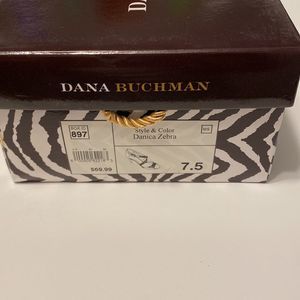 DANA BUCHMAN
897
Style & Color
Danica Zebra
7.5
$69.99